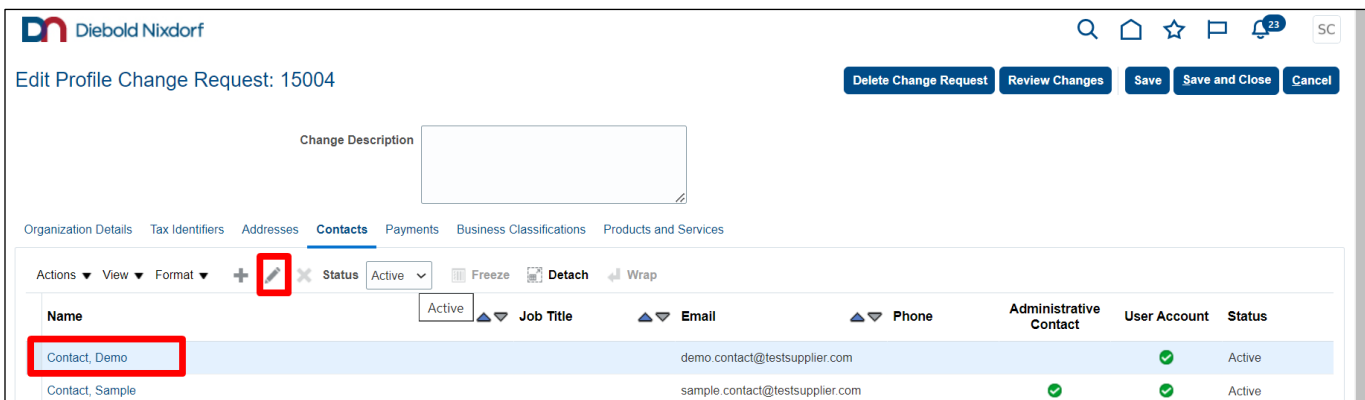 DN Diebold Nixdorf 23 SC
Edit Profile Change Request: 15004 Delete Change Request Review Changes Save Save and Close Cancel
Change Description
Organization Details Tax Identifiers Addresses Contacts Payments Business Classifications Products and Services
Actions View Format Status Active Freeze Detach Wrap
Active
Name Job Title Email Phone Administrative Contact User Account Status
Contact, Demo demo.contact@testsupplier.com Active
Contact, Sample sample.contact@testsupplier.com Active